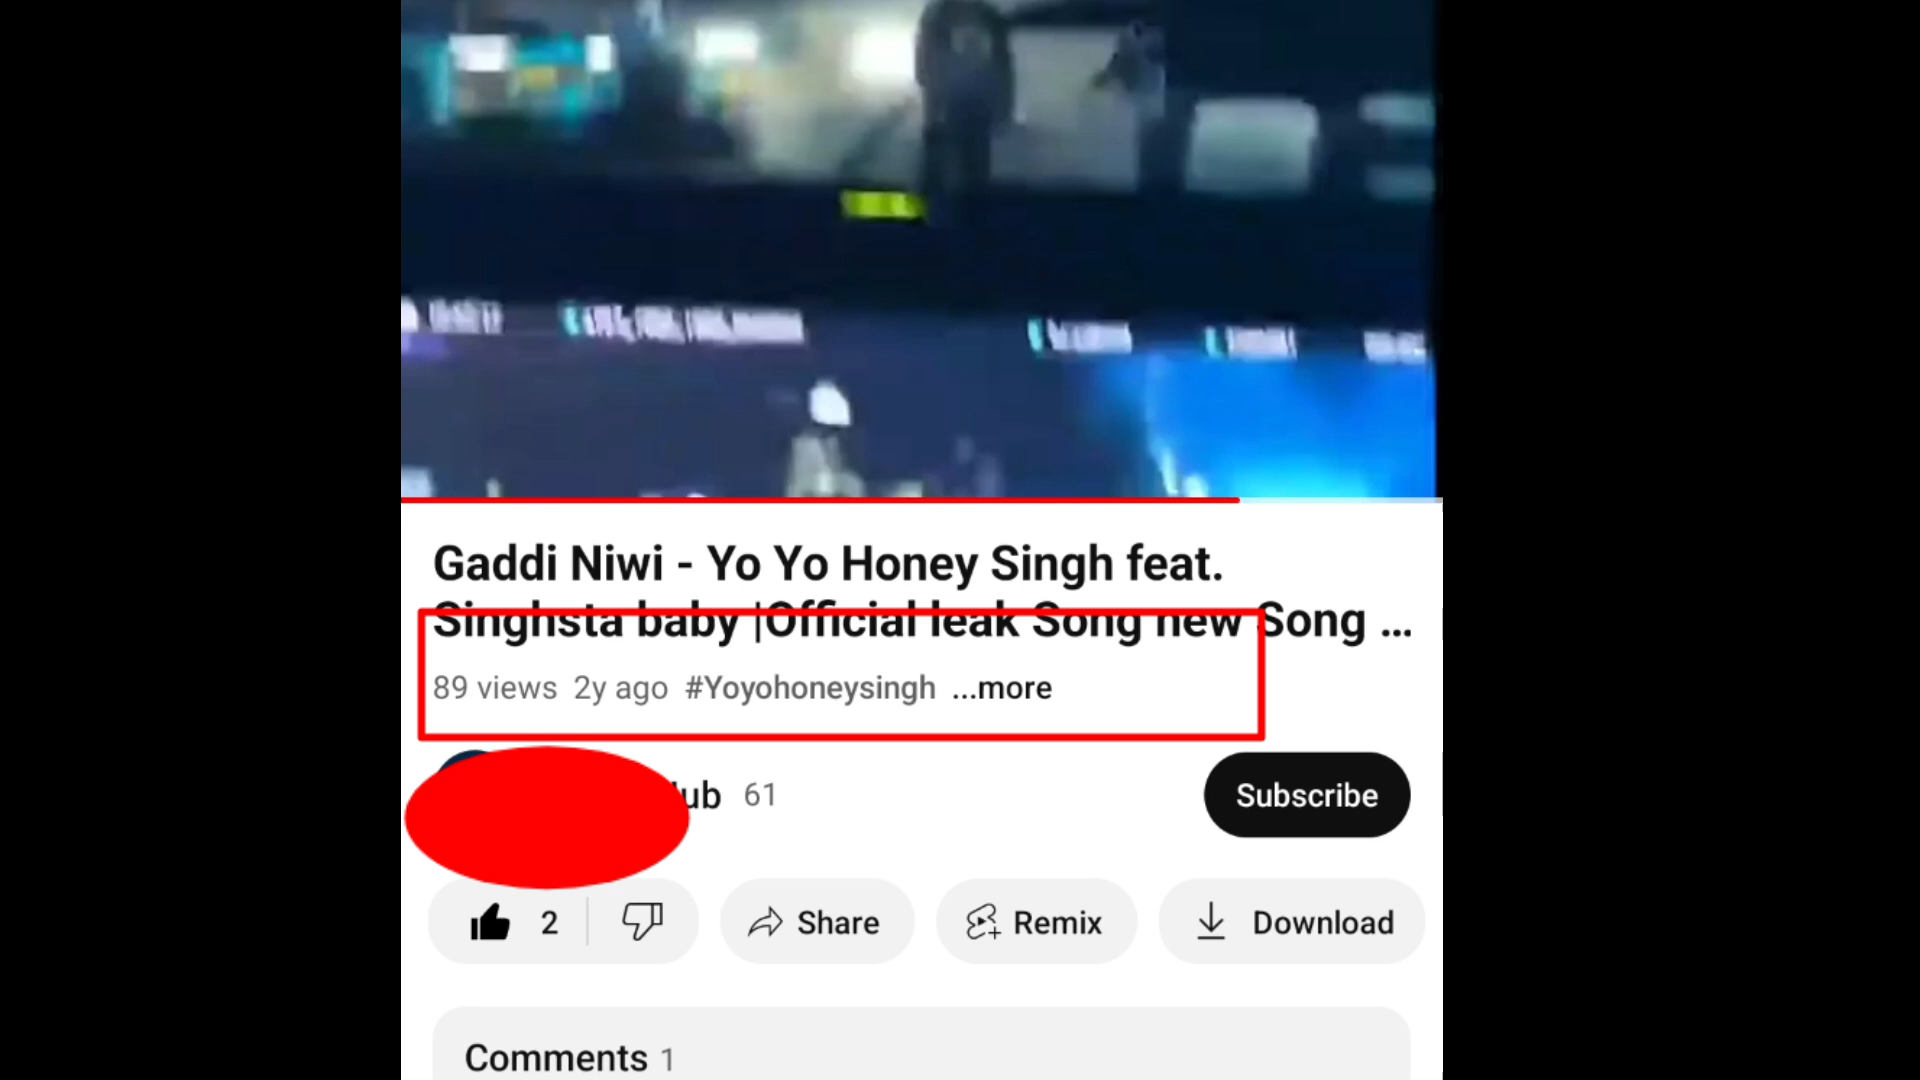 Gaddi Niwi - Yo Yo Honey Singh feat.
Singhsta baby |Official leak Song new Song ...
89 views 2y ago #Yoyohoneysingh ...more
61
Subscribe
2
Share
Remix
Download
Comments 1